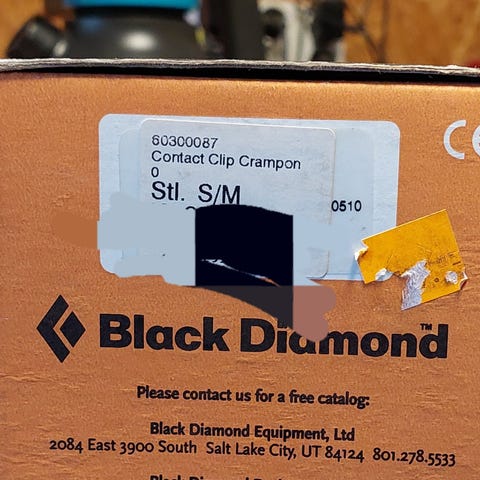 60300087
Contact Clip Crampon
0
Stl. S/M
0510
CE
Black Diamond™
Please contact us for a free catalog:
Black Diamond Equipment, Ltd
2084 East 3900 South Salt Lake City, UT 84124 801.278.5533